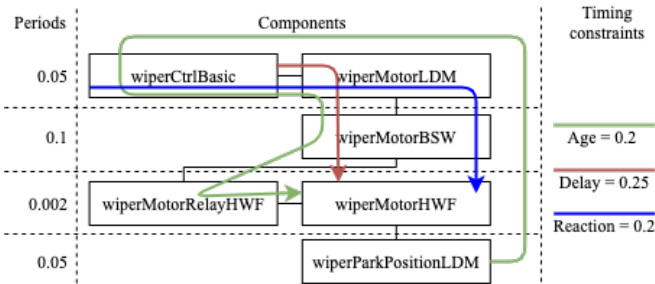 Periods
Components
Timing
constraints
0.05
wiperCtrlBasic
wiperMotorLDM
0.1
wiperMotorBSW
Age = 0.2
Delay = 0.25
0.002
wiperMotorRelayHWF
wiperMotorHWF
Reaction = 0.2
0.05
wiperParkPositionLDM